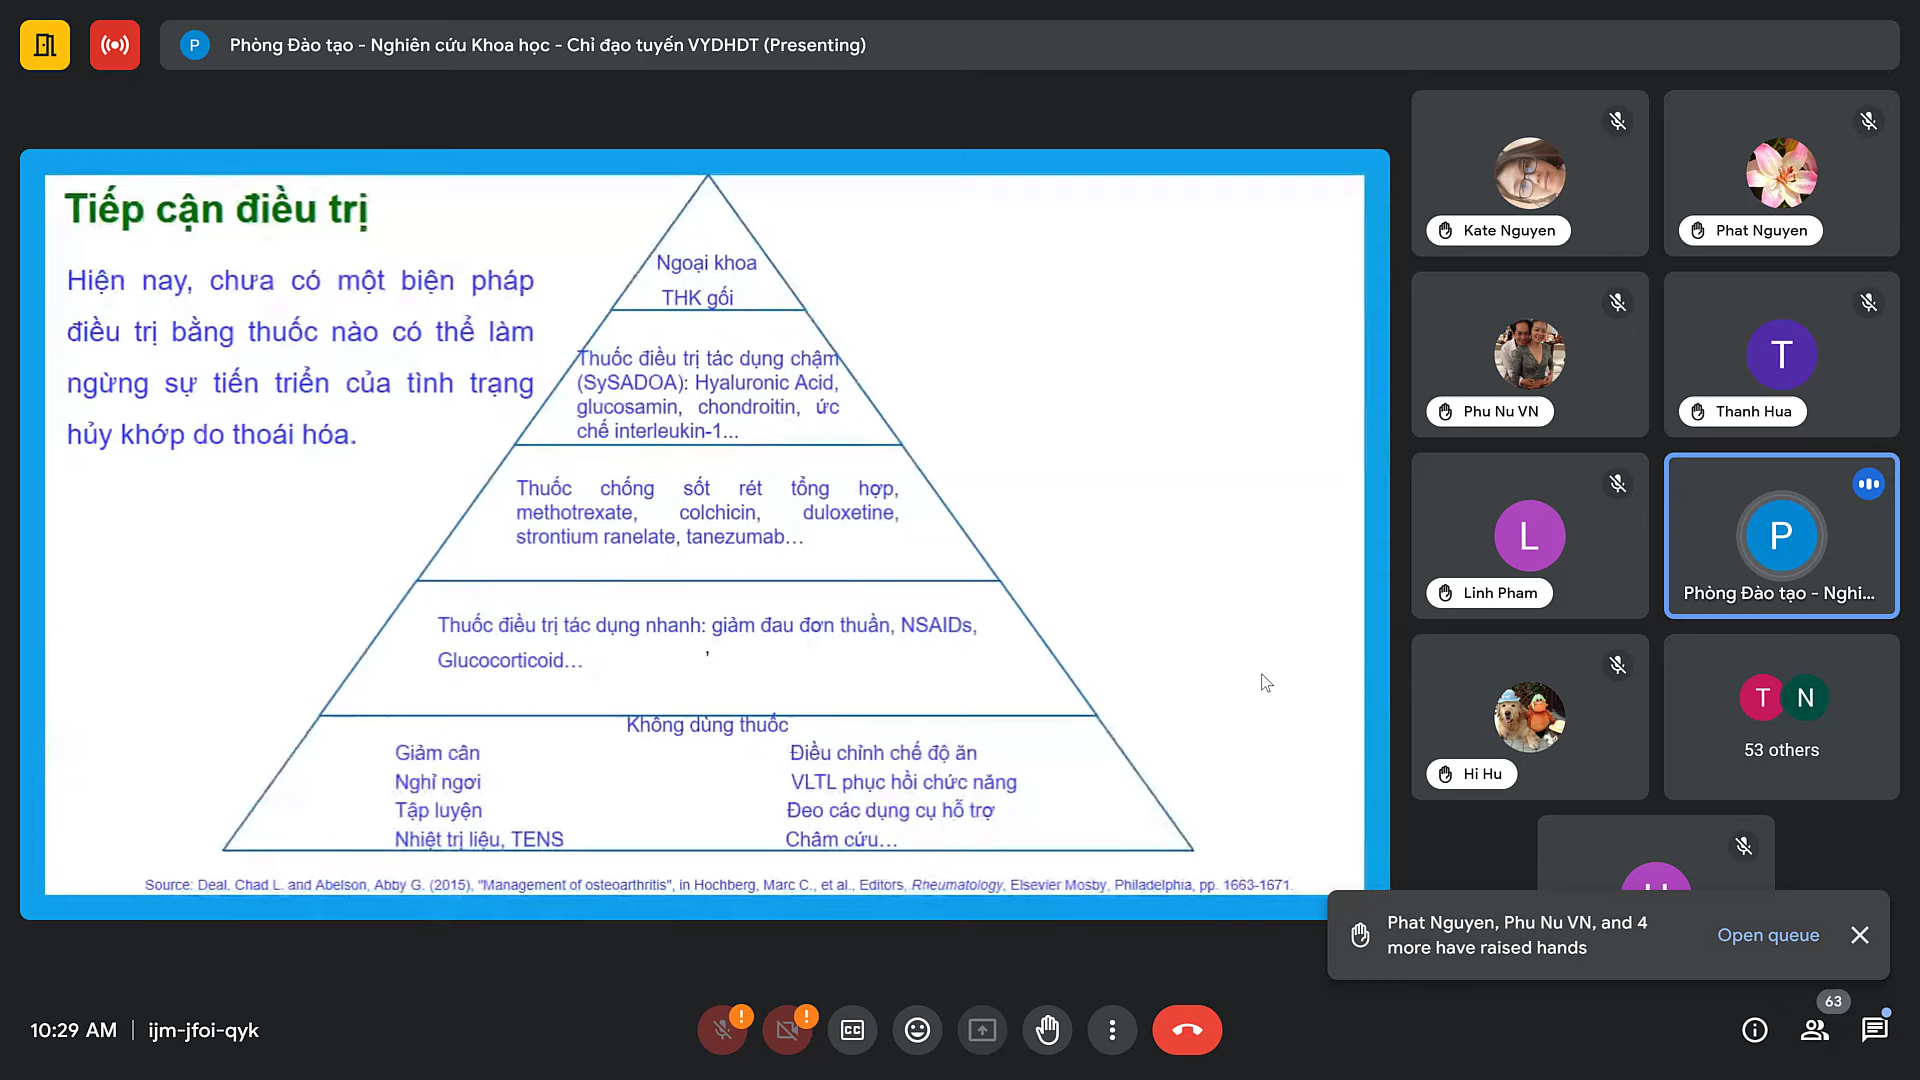 P Phòng Đào tạo - Nghiên cứu Khoa học - Chỉ đạo tuyến VYDHDT (Presenting)
Tiếp cận điều trị
Hiện nay, chưa có một biện pháp
điều trị bằng thuốc nào có thể làm
ngừng sự tiến triển của tình trạng
hủy khớp do thoái hóa.
Ngoại khoa
THK gối
Thuốc điều trị tác dụng chậm
(SySADOA): Hyaluronic Acid,
glucosamin, chondroitin, ức
chế interleukin-1...
Thuốc chống sốt rét tổng hợp,
methotrexate, colchicin, duloxetine,
strontium ranelate, tanezumab…
Thuốc điều trị tác dụng nhanh: giảm đau đơn thuần, NSAIDs,
Glucocorticoid…
,
Không dùng thuốc
Giảm cân
Nghỉ ngơi
Tập luyện
Nhiệt trị liệu, TENS
Điều chỉnh chế độ ăn
VLTL phục hồi chức năng
Đeo các dụng cụ hỗ trợ
Châm cứu…
Source: Deal, Chad L. and Abelson, Abby G. (2015), "Management of osteoarthritis", in Hochberg, Marc C., et al., Editors, Rheumatology, Elsevier Mosby, Philadelphia, pp. 1663-1671.
Kate Nguyen
Phat Nguyen
Phu Nu VN
T
Thanh Hua
L
Linh Pham
P
Phòng Đào tạo - Nghi...
Hi Hu
T N
53 others
Phat Nguyen, Phu Nu VN, and 4
more have raised hands
Open queue
10:29 AM | ijm-jfoi-qyk
! !
CC
63